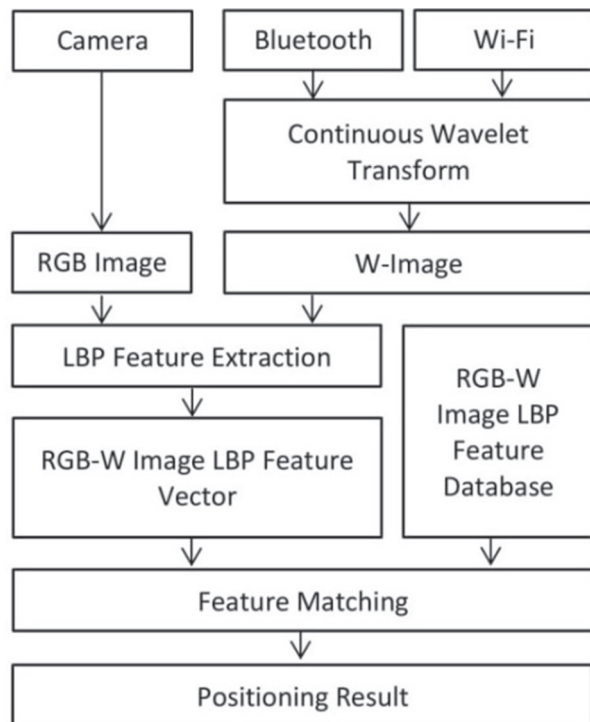 Camera
Bluetooth
Wi-Fi
Continuous Wavelet
Transform
RGB Image
W-Image
LBP Feature Extraction
RGB-W Image LBP Feature
Vector
RGB-W
Image LBP
Feature
Database
Feature Matching
Positioning Result